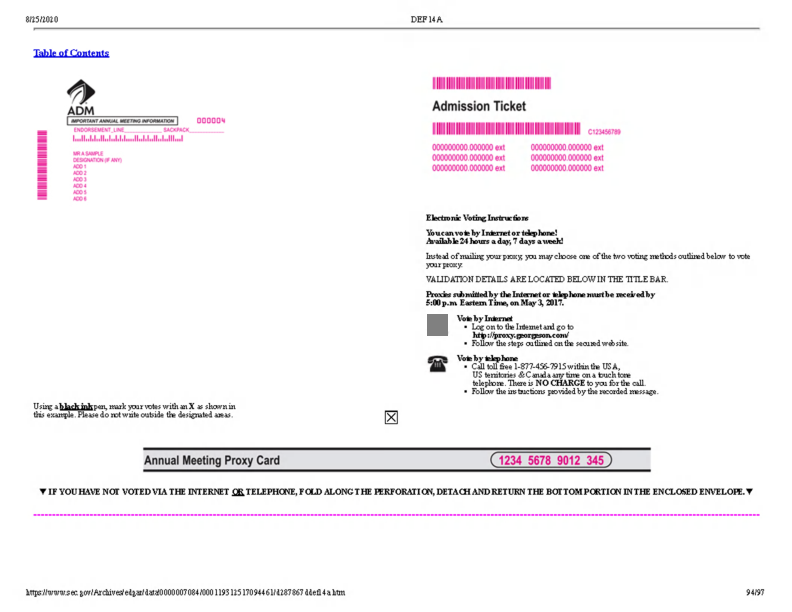 8/25/2020
DEF 14A
Table of Contents
ADM
IMPORTANT ANNUAL MEETING INFORMATION
000004
ENDORSEMENT_LINE______________ SACKPACK_____________
MR A SAMPLE
DESIGNATION (IF ANY)
ADD 1
ADD 2
ADD 3
ADD 4
ADD 5
ADD 6
Admission Ticket
C123456789
000000000.000000 ext 000000000.000000 ext
000000000.000000 ext 000000000.000000 ext
000000000.000000 ext 000000000.000000 ext
Electronic Voting Instructions
You can vote by Internet or telephone!
Available 24 hours a day, 7 days a week!
Instead of mailing your proxy, you may choose one of the two voting methods outlined below to vote
your proxy.
VALIDATION DETAILS ARE LOCATED BELOW IN THE TITLE BAR.
Proxies submitted by the Internet or telephone must be received by
5:00 p.m. Eastern Time, on May 3, 2017.
Vote by Internet
• Log on to the Internet and go to
http://proxy.georgeson.com/
• Follow the steps outlined on the secured website.
Vote by telephone
• Call toll free 1-877-456-7915 within the USA,
US territories & Canada any time on a touch tone
telephone. There is NO CHARGE to you for the call.
• Follow the instructions provided by the recorded message.
Using a black ink pen, mark your votes with an X as shown in
this example. Please do not write outside the designated areas.
Annual Meeting Proxy Card
1234 5678 9012 345
▼ IF YOU HAVE NOT VOTED VIA THE INTERNET OR TELEPHONE, FOLD ALONG THE PERFORATION, DETACH AND RETURN THE BOTTOM PORTION IN THE ENCLOSED ENVELOPE. ▼
https://www.sec.gov/Archives/edgar/data/0000007084/000119312517094461/d287867ddef14a.htm
94/97